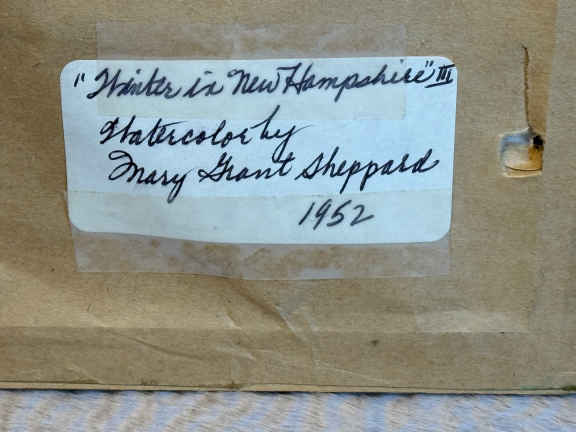 "Winter in New Hampshire" III
Watercolor by
Mary Grant Sheppard
1952